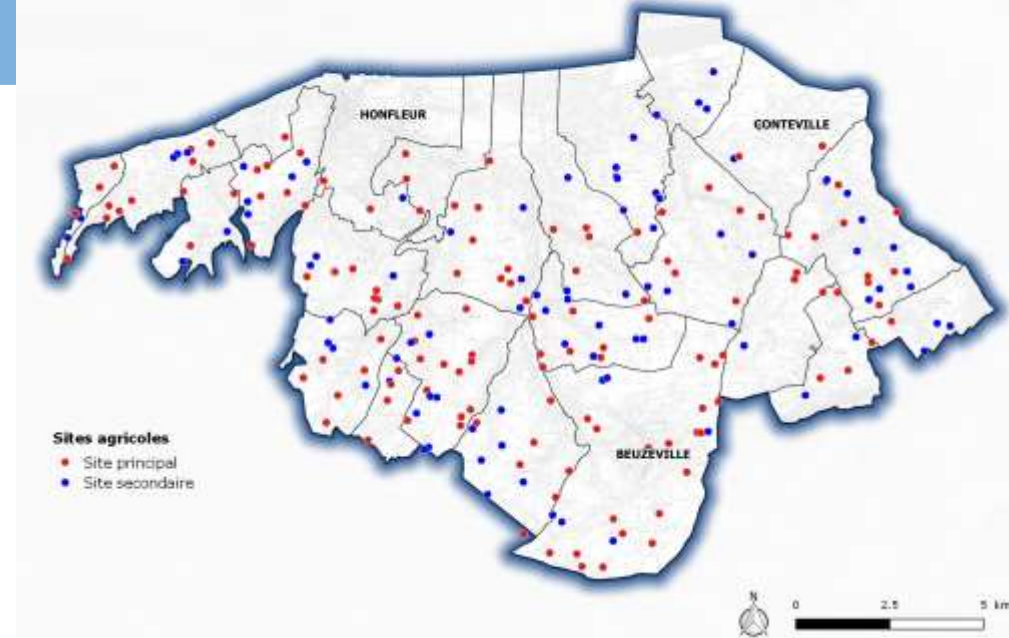 HONFLEUR
CONTEVILLE
BEUZEVILLE
Sites agricoles
Site principal
Site secondaire
N
0 2.5 5 km